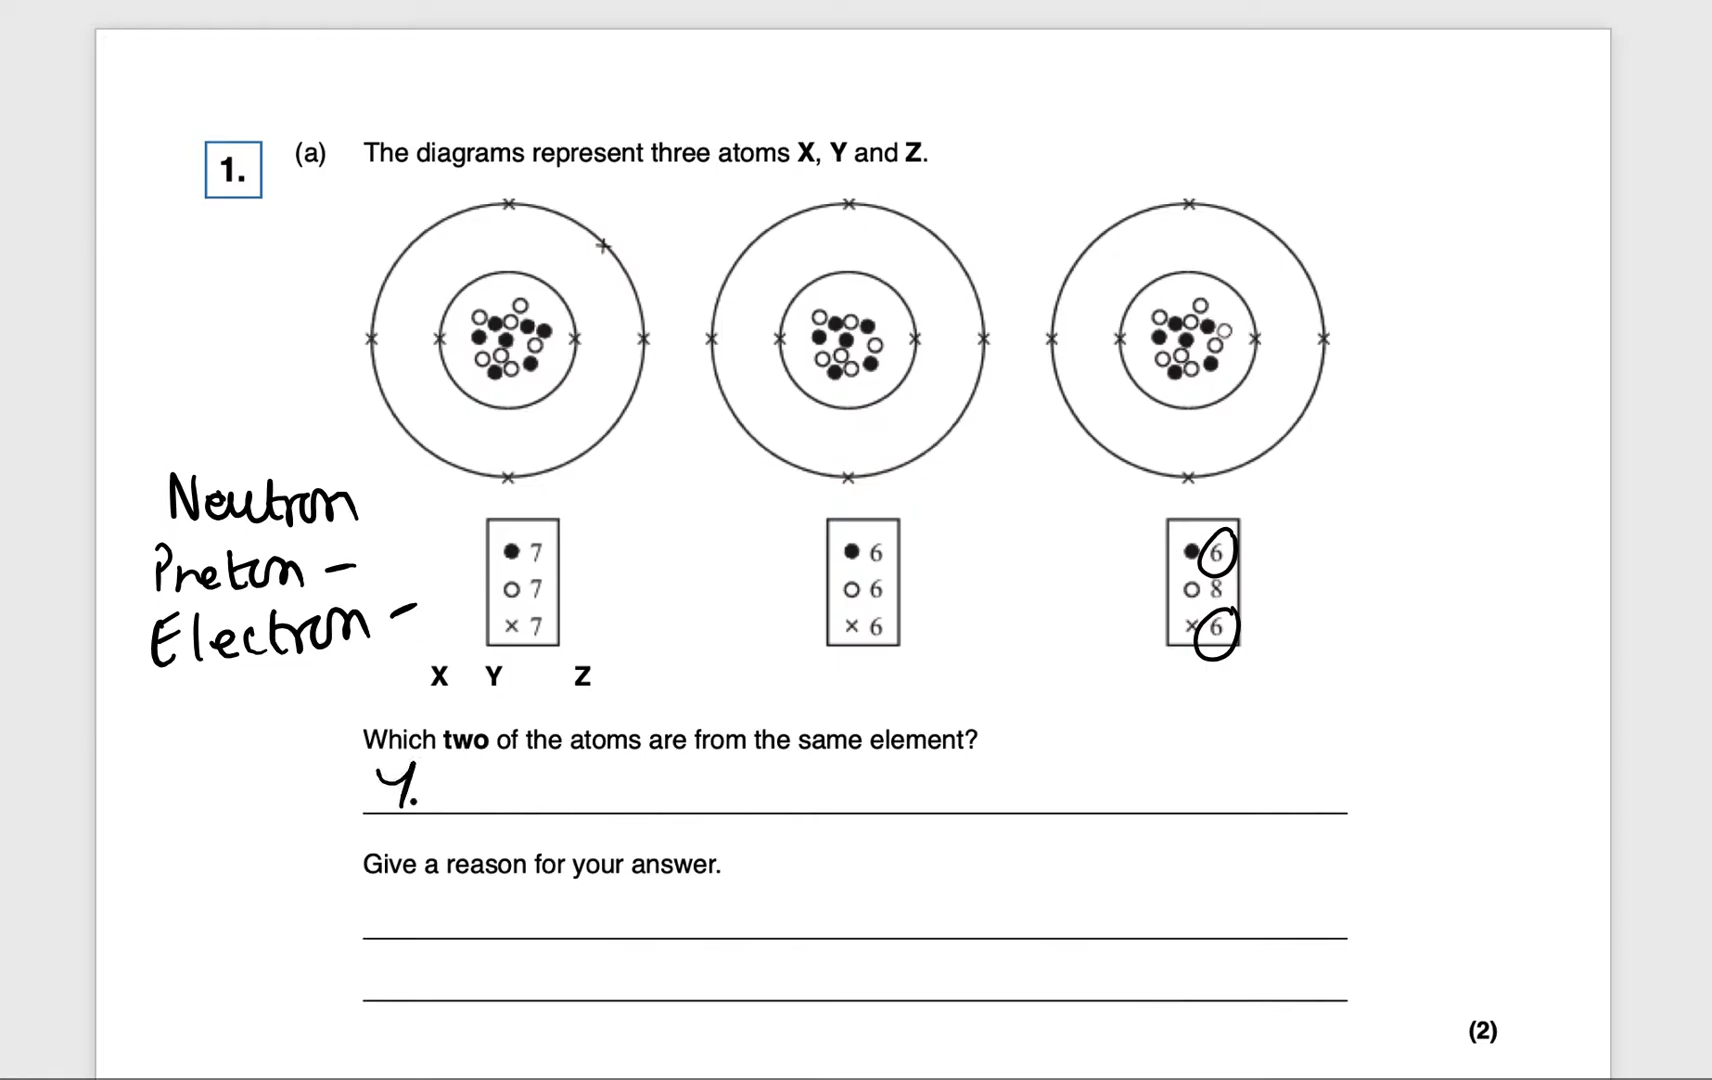 1. (a) The diagrams represent three atoms X, Y and Z.
Neutron
Preton –
Electron –
● 7
○ 7
× 7
● 6
○ 6
× 6
● 6
○ 8
× 6
X Y Z
Which two of the atoms are from the same element?
Y.
Give a reason for your answer.
(2)